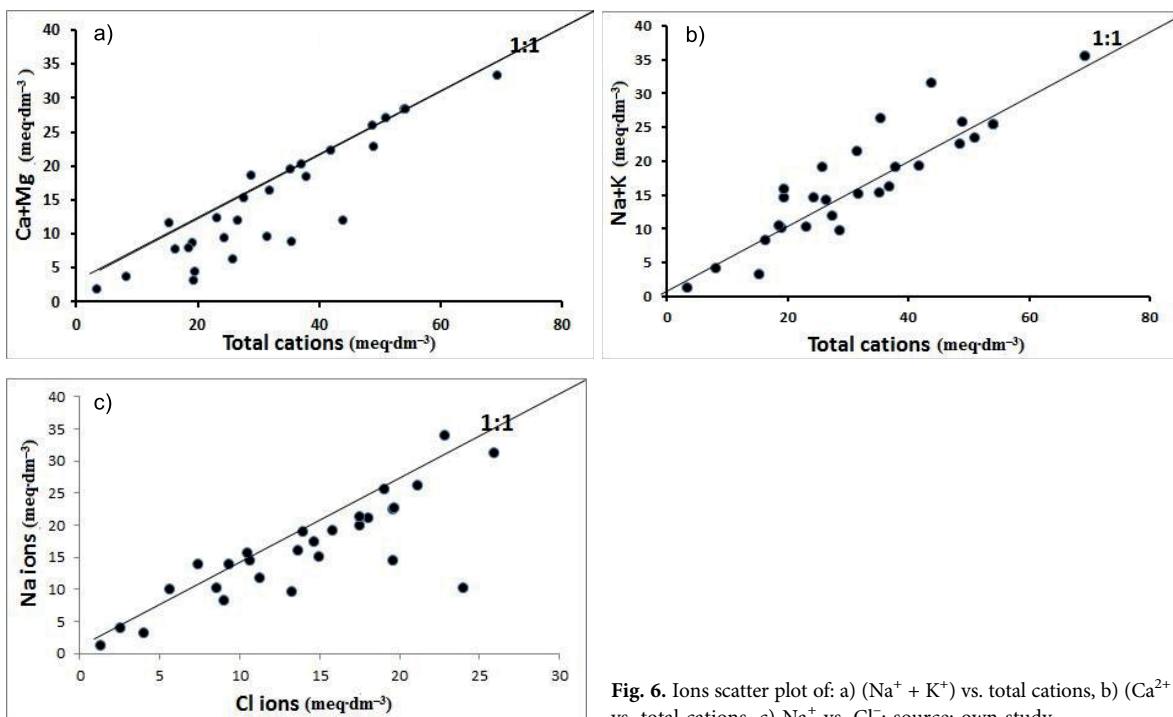 a)
1:1
Ca+Mg (meq·dm⁻³)
40
35
30
25
20
15
10
5
0
0 20 40 60 80
Total cations (meq·dm⁻³)
b)
1:1
Na+K (meq·dm⁻³)
40
35
30
25
20
15
10
5
0
0 20 40 60 80
Total cations (meq·dm⁻³)
c)
1:1
Na ions (meq·dm⁻³)
40
35
30
25
20
15
10
5
0
0 5 10 15 20 25 30
Cl ions (meq·dm⁻³)
Fig. 6. Ions scatter plot of: a) (Na⁺ + K⁺) vs. total cations, b) (Ca²⁺
vs. total cations, c) Na⁺ vs. Cl⁻; source: own study